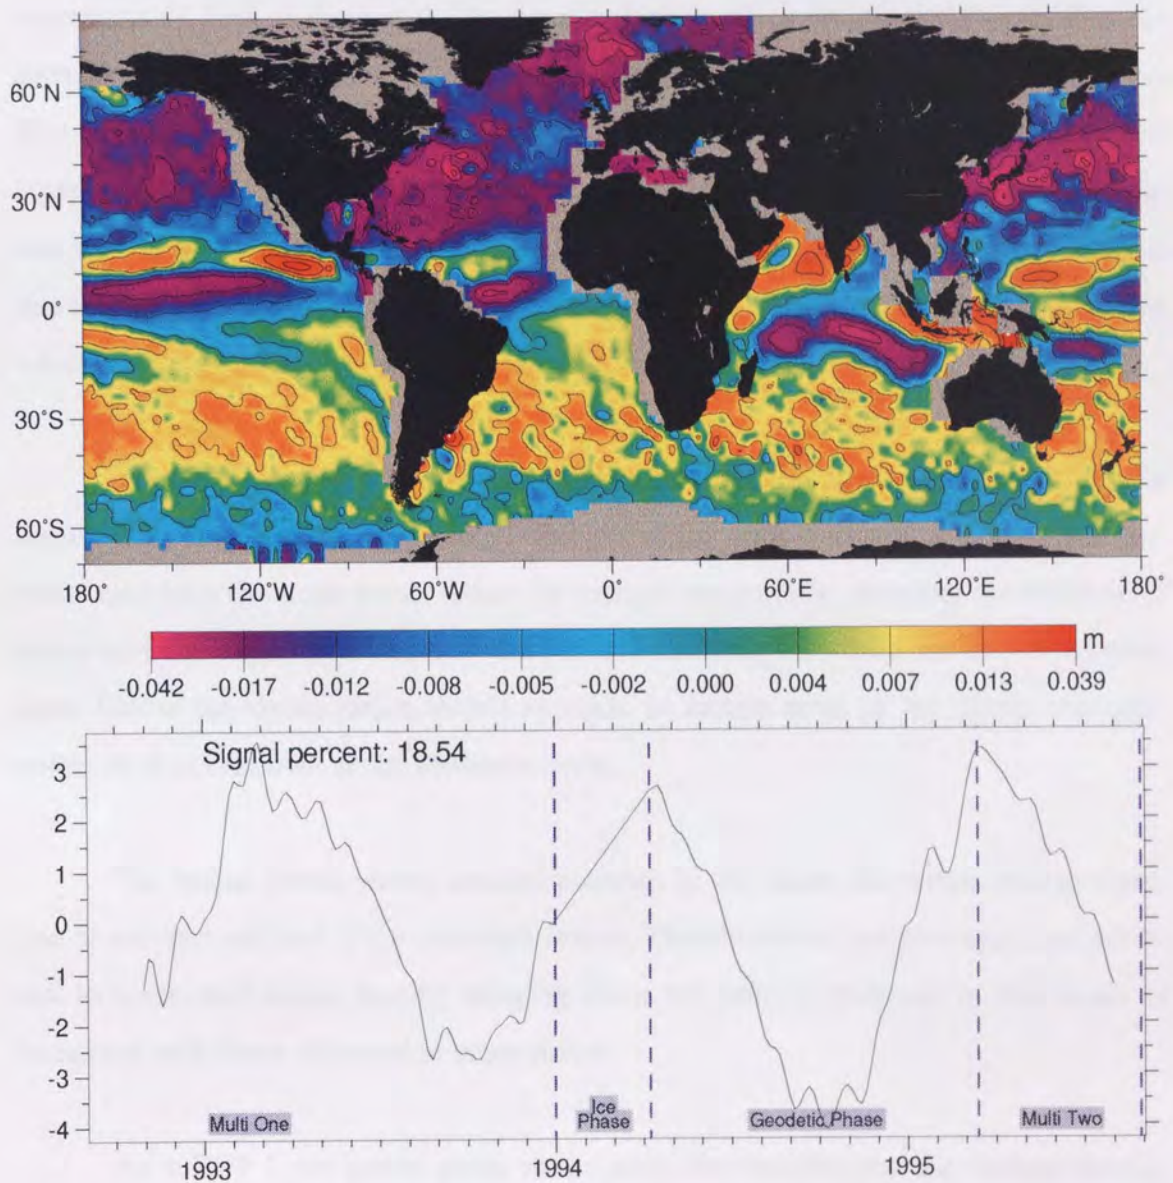 60°N
30°N
0°
30°S
60°S
180° 120°W 60°W 0° 60°E 120°E 180°
m
-0.042 -0.017 -0.012 -0.008 -0.005 -0.002 0.000 0.004 0.007 0.013 0.039
Signal percent: 18.54
3
2
1
0
-1
-2
-3
-4
Multi One
Ice
Phase
Geodetic Phase
Multi Two
1993 1994 1995